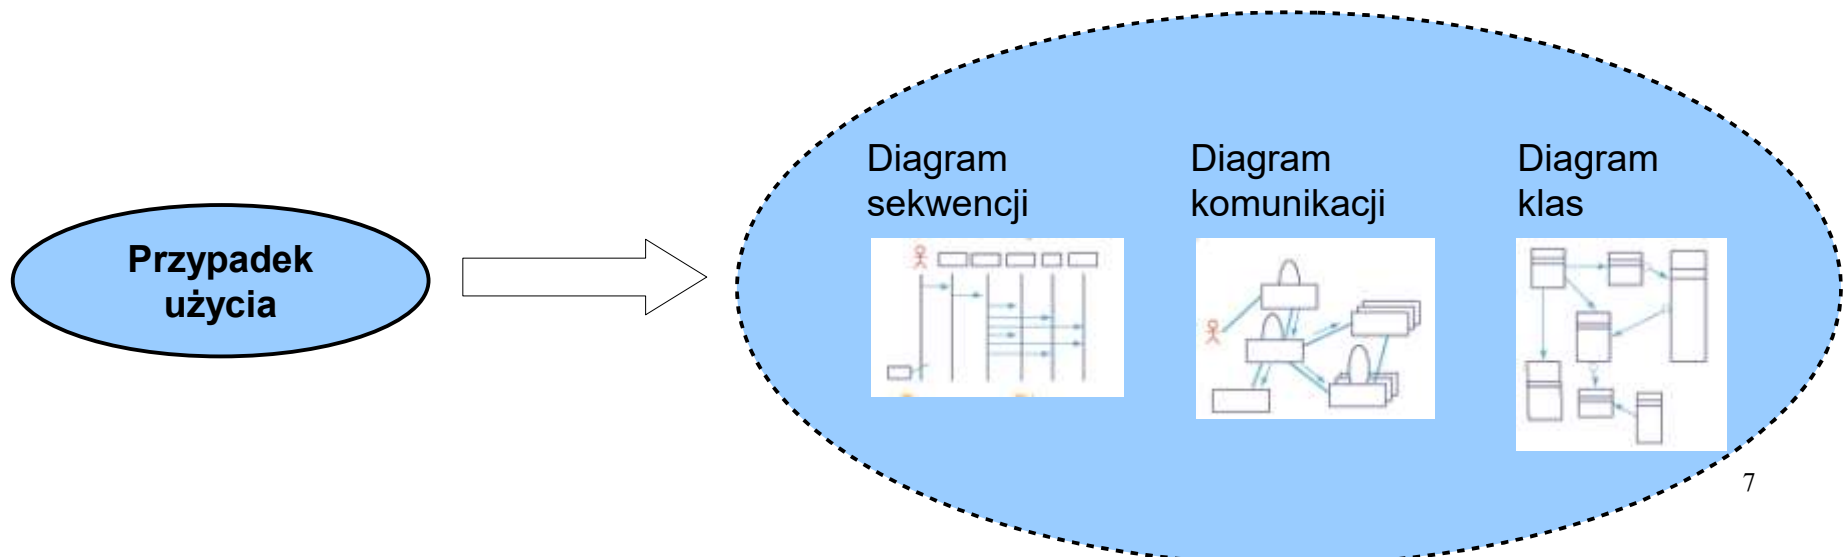 Przypadek
użycia
Diagram
sekwencji
Diagram
komunikacji
Diagram
klas
7